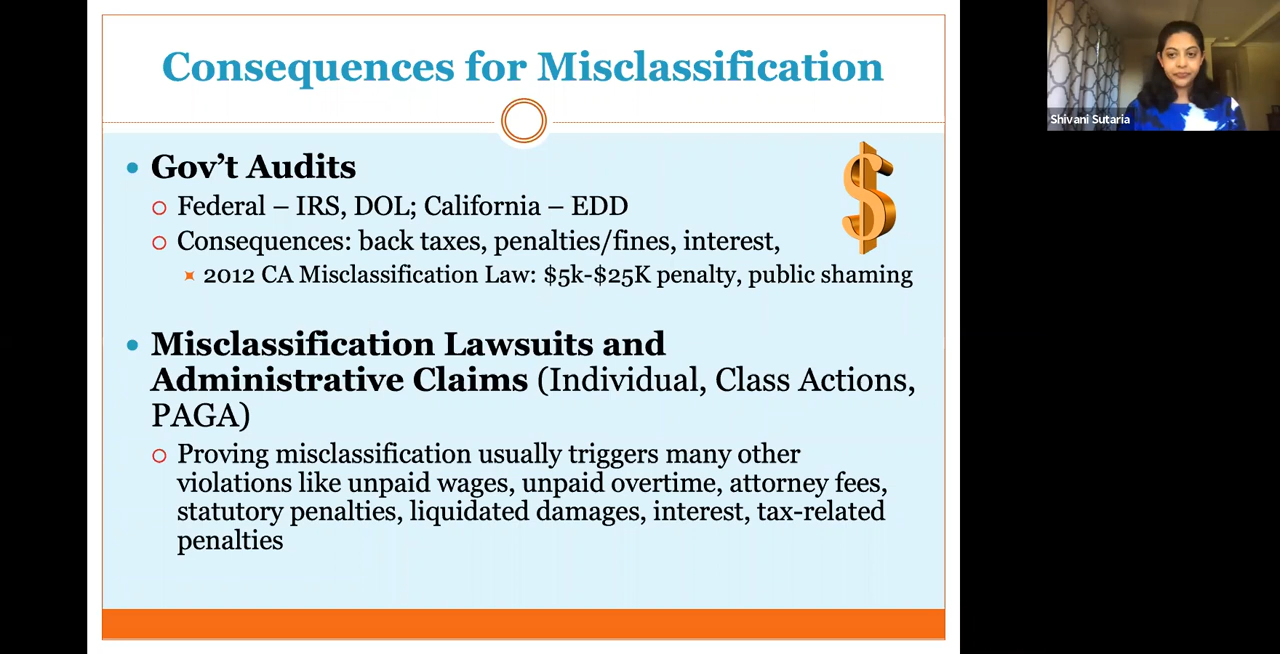 Consequences for Misclassification
Shivani Sutaria
• Gov't Audits
Federal – IRS, DOL; California – EDD
Consequences: back taxes, penalties/fines, interest,
2012 CA Misclassification Law: $5k-$25K penalty, public shaming
• Misclassification Lawsuits and
Administrative Claims (Individual, Class Actions,
PAGA)
Proving misclassification usually triggers many other
violations like unpaid wages, unpaid overtime, attorney fees,
statutory penalties, liquidated damages, interest, tax-related
penalties